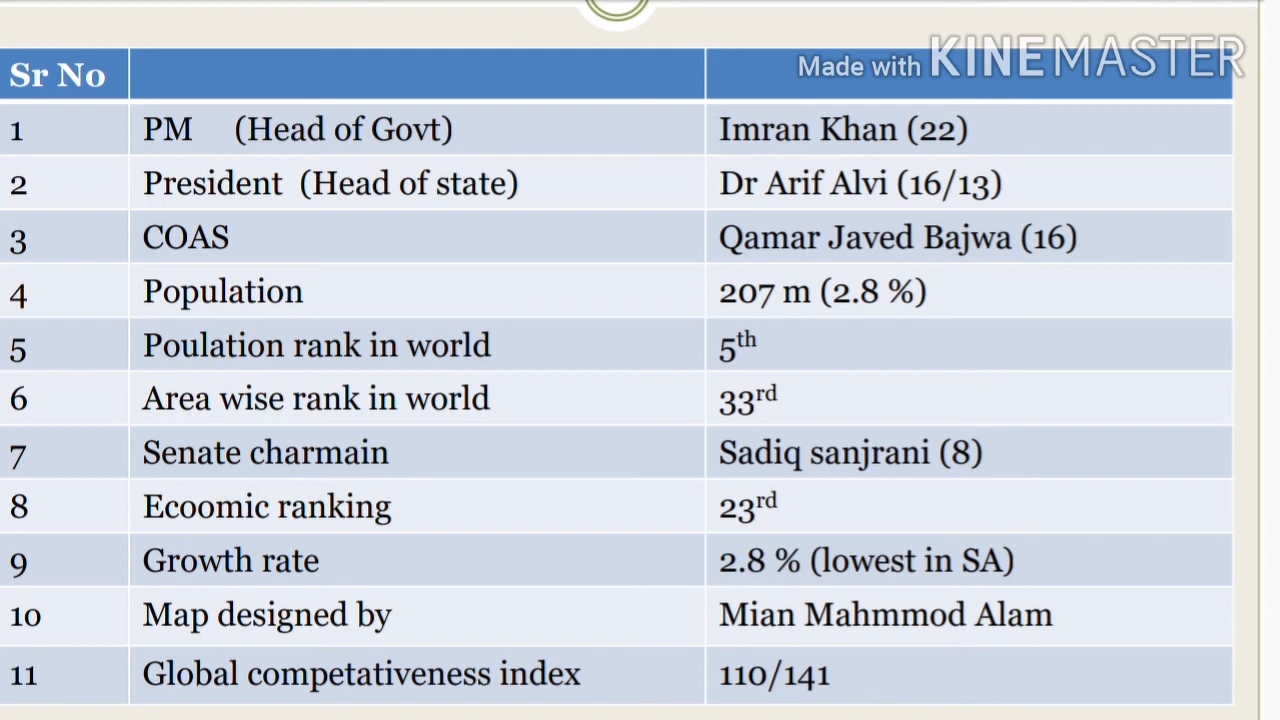 Made with KINEMASTER
Sr No
1 PM (Head of Govt) Imran Khan (22)
2 President (Head of state) Dr Arif Alvi (16/13)
3 COAS Qamar Javed Bajwa (16)
4 Population 207 m (2.8 %)
5 Poulation rank in world 5th
6 Area wise rank in world 33rd
7 Senate charmain Sadiq sanjrani (8)
8 Ecoomic ranking 23rd
9 Growth rate 2.8 % (lowest in SA)
10 Map designed by Mian Mahmmod Alam
11 Global competativeness index 110/141